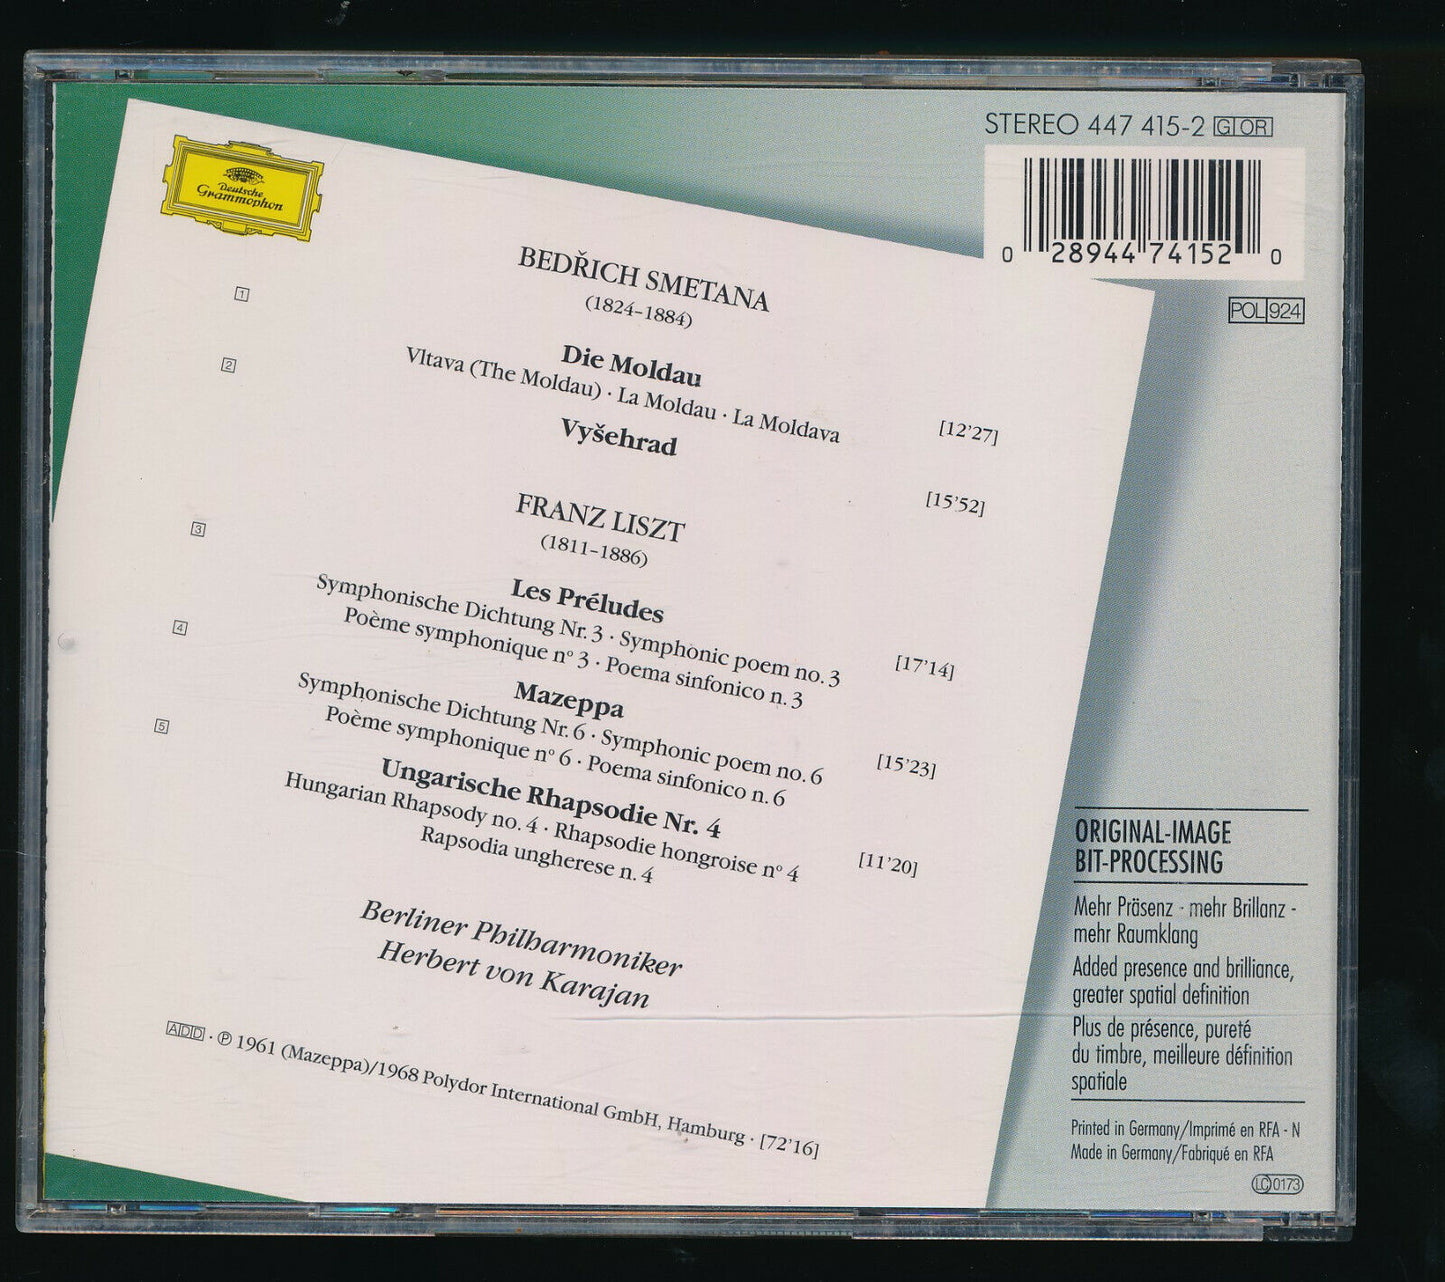 STEREO 447 415-2 GI OR
0 28944 74152 0
POL 924
Deutsche
Grammophon
BEDŘICH SMETANA
(1824–1884)
1
Die Moldau
Vltava (The Moldau) · La Moldau · La Moldava
[12'27]
2
Vyšehrad
[15'52]
FRANZ LISZT
(1811–1886)
3
Les Préludes
Symphonische Dichtung Nr. 3 · Symphonic poem no. 3
Poème symphonique nº 3 · Poema sinfonico n. 3
[17'14]
4
Mazeppa
Symphonische Dichtung Nr. 6 · Symphonic poem no. 6
Poème symphonique nº 6 · Poema sinfonico n. 6
[15'23]
5
Ungarische Rhapsodie Nr. 4
Hungarian Rhapsody no. 4 · Rhapsodie hongroise nº 4
Rapsodia ungherese n. 4
[11'20]
Berliner Philharmoniker
Herbert von Karajan
ADD · ℗ 1961 (Mazeppa)/1968 Polydor International GmbH, Hamburg · [72'16]
ORIGINAL-IMAGE
BIT-PROCESSING
Mehr Präsenz - mehr Brillanz -
mehr Raumklang
Added presence and brilliance,
greater spatial definition
Plus de présence, pureté
du timbre, meilleure définition
spatiale
Printed in Germany/Imprimé en RFA - N
Made in Germany/Fabriqué en RFA
LC 0173